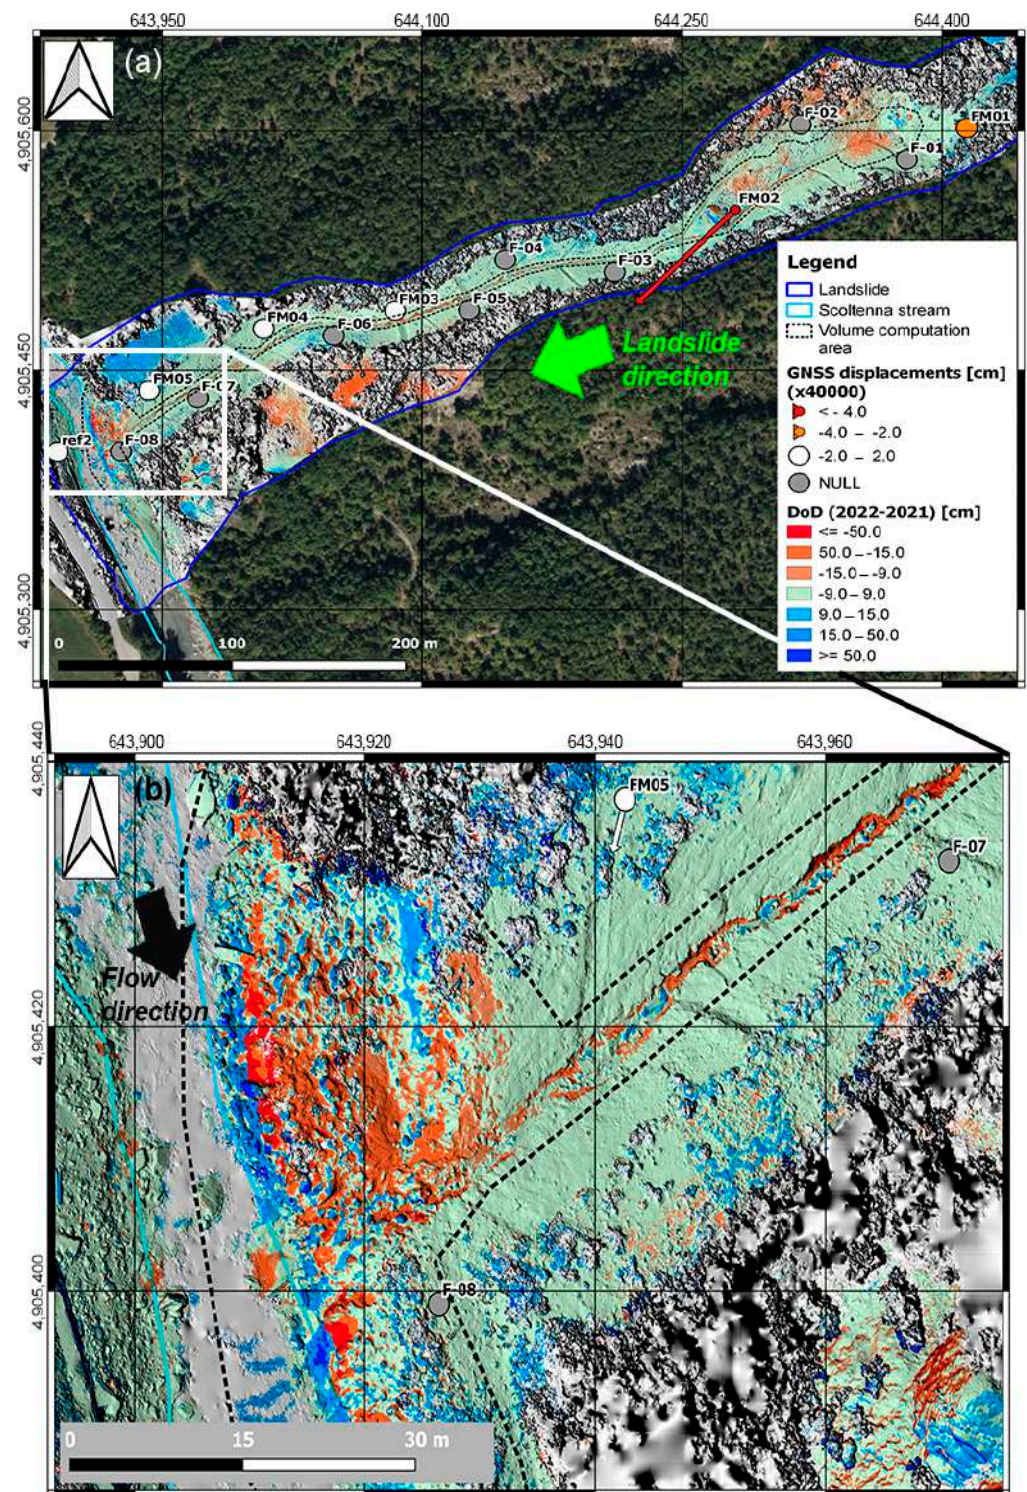 643,950 644,100 644,250 644,400
(a)
4,905,600
4,905,450
4,905,300
F-02
FM01
F-01
FM02
F-04
F-03
FM03
F-05
FM04
F-06
FM05
F-07
ref2
F-08
Landslide
direction
0 100 200 m
Legend
Landslide
Scoltenna stream
Volume computation
area
GNSS displacements [cm]
(x40000)
< - 4.0
-4.0 – -2.0
-2.0 – 2.0
NULL
DoD (2022-2021) [cm]
<= -50.0
50.0 – -15.0
-15.0 – -9.0
-9.0 – 9.0
9.0 – 15.0
15.0 – 50.0
>= 50.0
643,900 643,920 643,940 643,960
4,905,440
4,905,420
4,905,400
(b)
FM05
F-07
Flow
direction
F-08
0 15 30 m